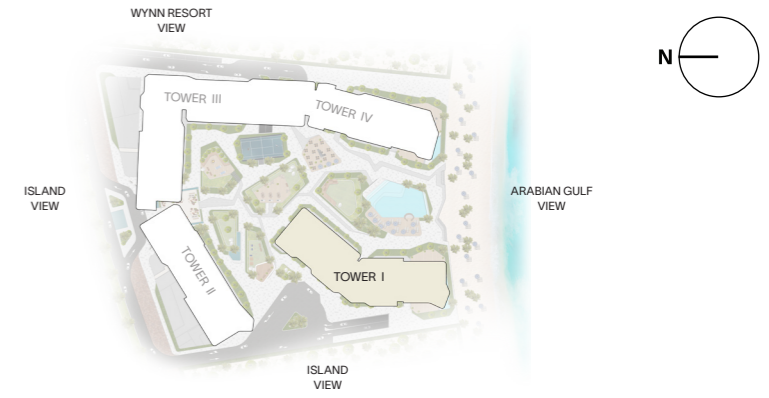 WYNN RESORT
VIEW
N
TOWER III
TOWER IV
ISLAND
VIEW
ARABIAN GULF
VIEW
TOWER II
TOWER I
ISLAND
VIEW